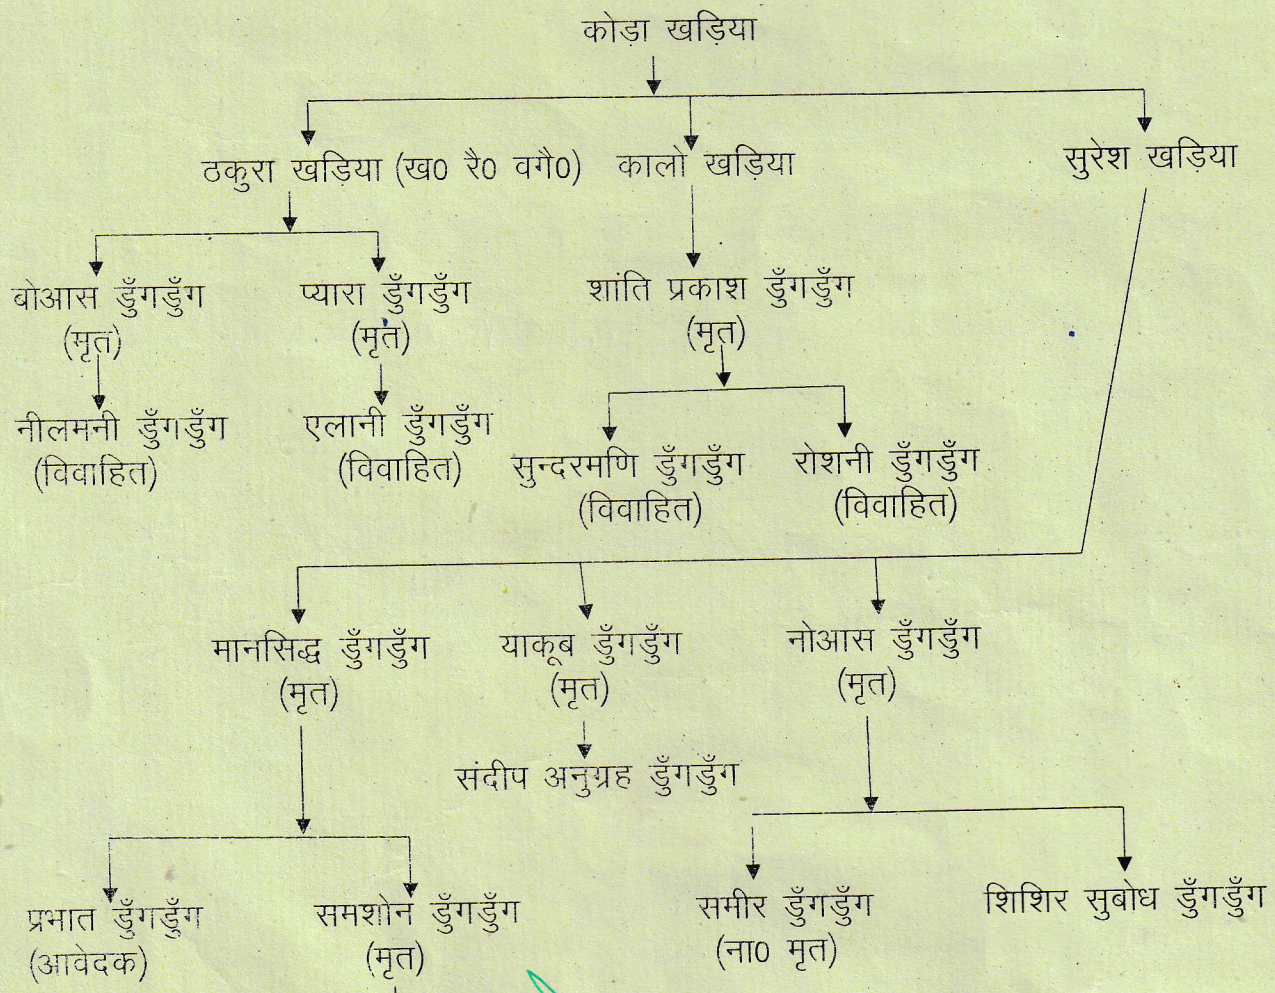 कोड़ा खड़िया
ठकुरा खड़िया (ख0 रै0 वगै0) कालो खड़िया सुरेश खड़िया
बोआस डुँगडुँग प्यारा डुँगडुँग शांति प्रकाश डुँगडुँग
(मृत) (मृत) (मृत)
नीलमनी डुँगडुँग एलानी डुँगडुँग
(विवाहित) (विवाहित)
सुन्दरमणि डुँगडुँग रोशनी डुँगडुँग
(विवाहित) (विवाहित)
मानसिद्ध डुँगडुँग याकूब डुँगडुँग नोआस डुँगडुँग
(मृत) (मृत) (मृत)
संदीप अनुग्रह डुँगडुँग
प्रभात डुँगडुँग समशोन डुँगडुँग समीर डुँगडुँग शिशिर सुबोध डुँगडुँग
(आवेदक) (मृत) (ना0 मृत)